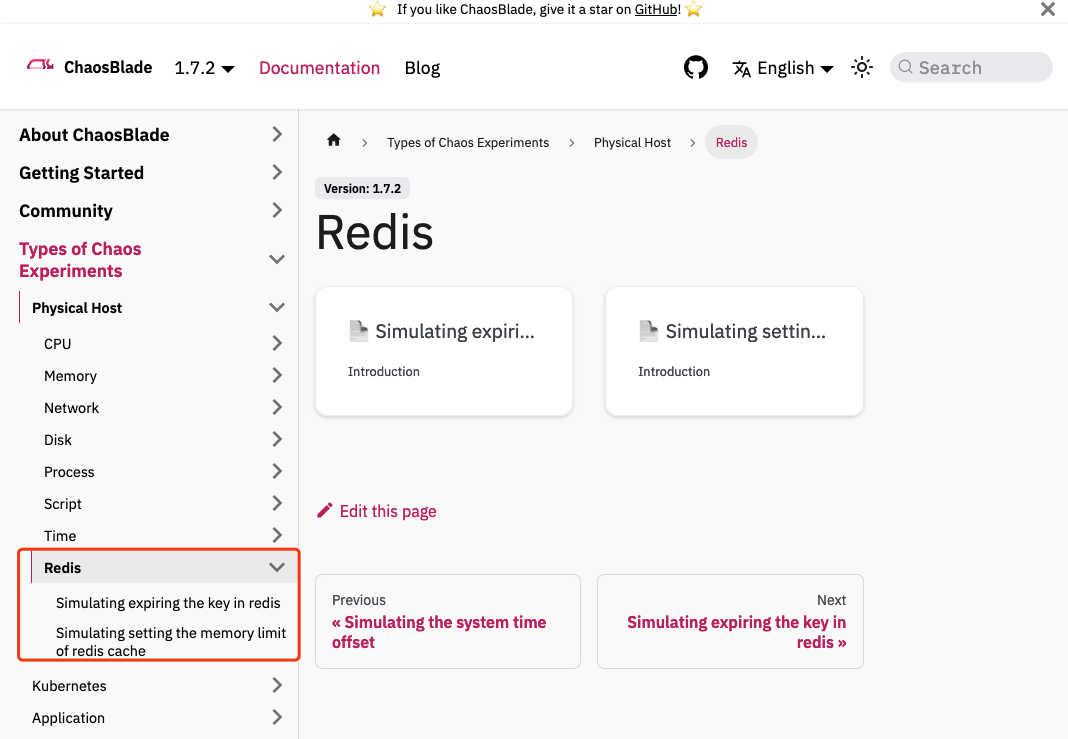 If you like ChaosBlade, give it a star on GitHub!
ChaosBlade
1.7.2
Documentation
Blog
English
Search
About ChaosBlade
Getting Started
Community
Types of Chaos
Experiments
Physical Host
CPU
Memory
Network
Disk
Process
Script
Time
Redis
Simulating expiring the key in redis
Simulating setting the memory limit
of redis cache
Kubernetes
Application
Types of Chaos Experiments
Physical Host
Redis
Version: 1.7.2
Redis
Simulating expiri...
Introduction
Simulating settin...
Introduction
Edit this page
Previous
« Simulating the system time
offset
Next
Simulating expiring the key in
redis »